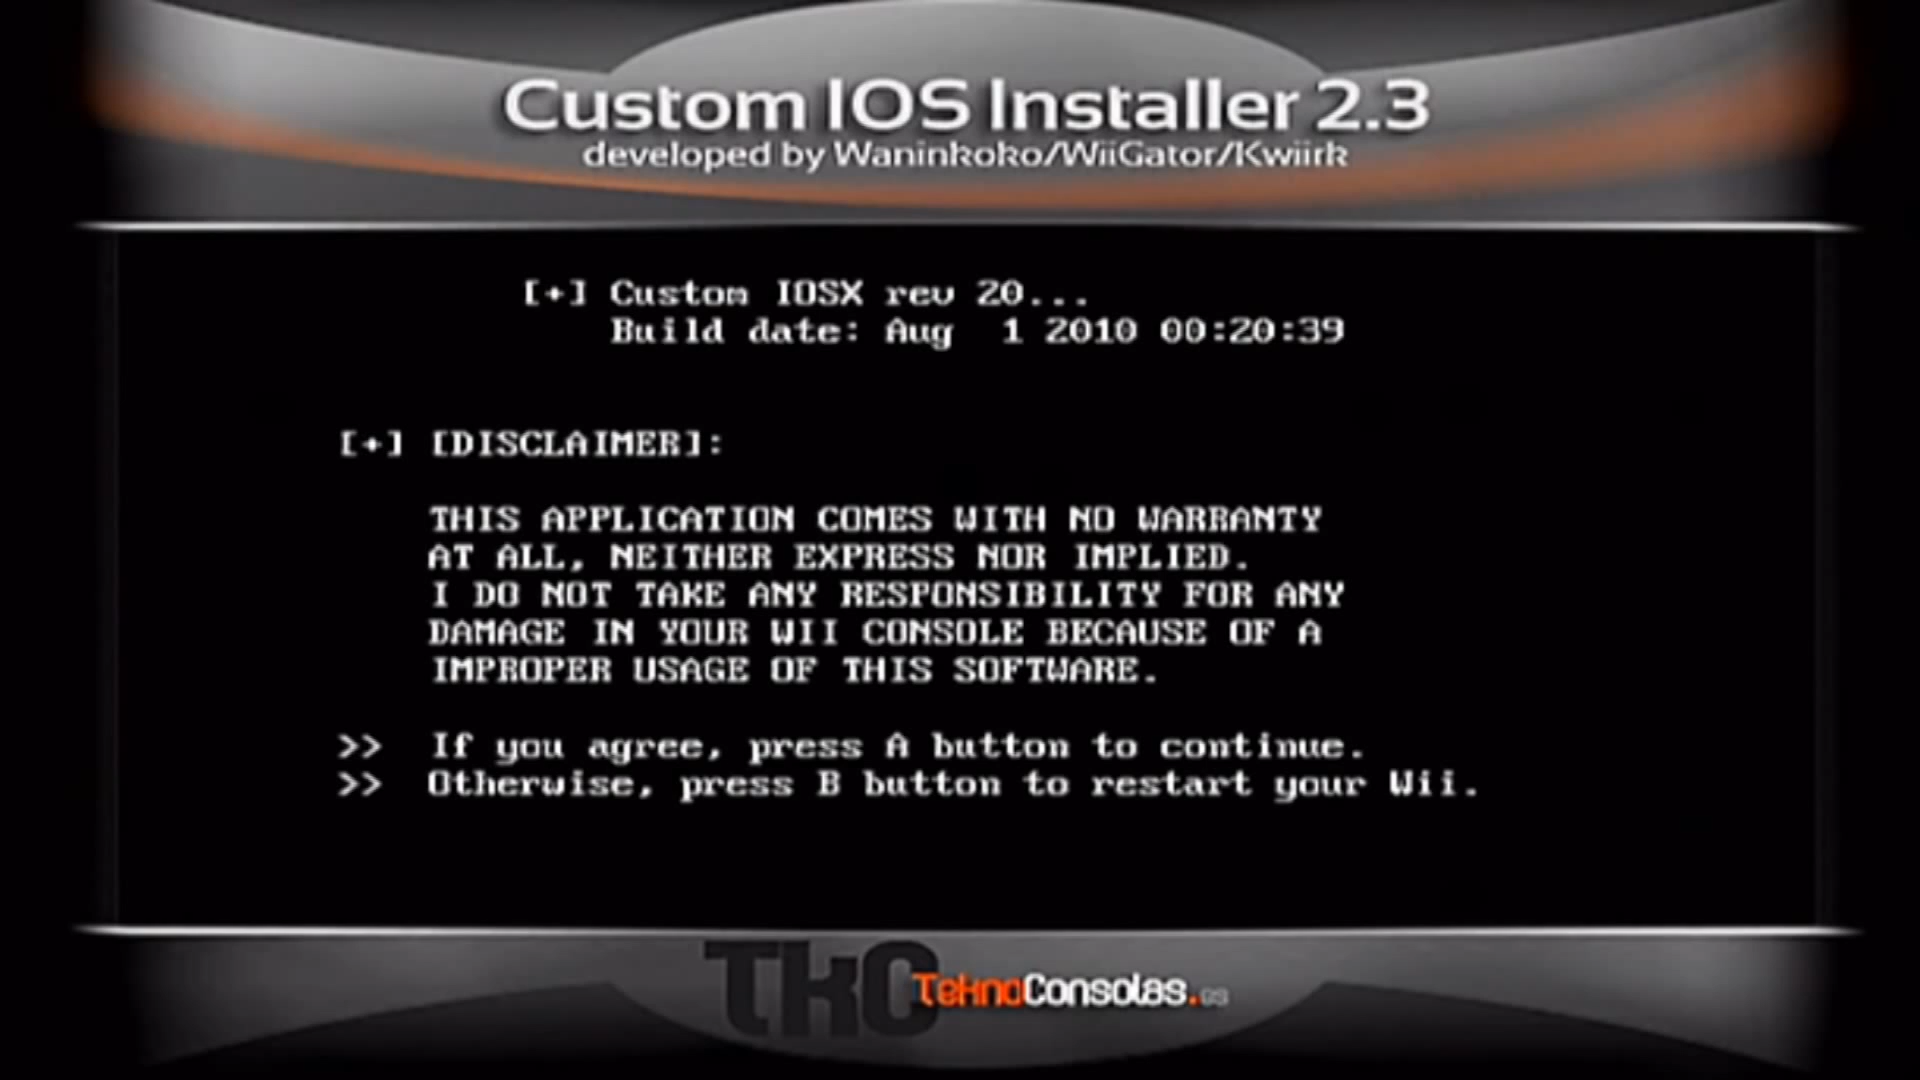 Custom IOS Installer 2.3
developed by Waninkoko/WiiGator/Kwiirk
[+] Custom IOSX rev 20...
Build date: Aug  1 2010 00:20:39
[+] [DISCLAIMER]:
THIS APPLICATION COMES WITH NO WARRANTY
AT ALL, NEITHER EXPRESS NOR IMPLIED.
I DO NOT TAKE ANY RESPONSIBILITY FOR ANY
DAMAGE IN YOUR WII CONSOLE BECAUSE OF A
IMPROPER USAGE OF THIS SOFTWARE.
>> If you agree, press A button to continue.
>> Otherwise, press B button to restart your Wii.
TKC TeknoConsolas.es